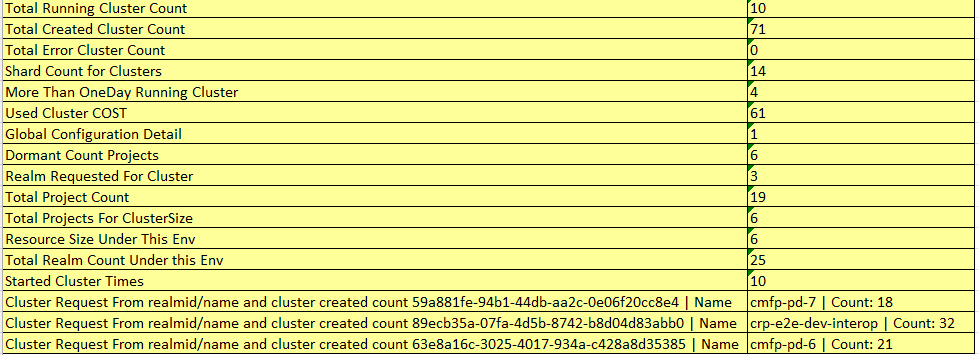 Total Running Cluster Count 10
Total Created Cluster Count 71
Total Error Cluster Count 0
Shard Count for Clusters 14
More Than OneDay Running Cluster 4
Used Cluster COST 61
Global Configuration Detail 1
Dormant Count Projects 6
Realm Requested For Cluster 3
Total Project Count 19
Total Projects For ClusterSize 6
Resource Size Under This Env 6
Total Realm Count Under this Env 25
Started Cluster Times 10
Cluster Request From realmid/name and cluster created count 59a881fe-94b1-44db-aa2c-0e06f20cc8e4 | Name cmfp-pd-7 | Count: 18
Cluster Request From realmid/name and cluster created count 89ecb35a-07fa-4d5b-8742-b8d04d83abb0 | Name crp-e2e-dev-interop | Count: 32
Cluster Request From realmid/name and cluster created count 63e8a16c-3025-4017-934a-c428a8d35385 | Name cmfp-pd-6 | Count: 21